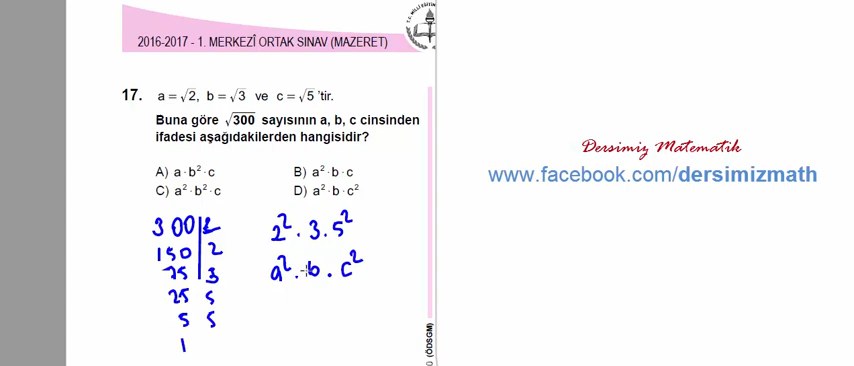 2016-2017 - 1. MERKEZÎ ORTAK SINAV (MAZERET)
17. a = √2, b = √3 ve c = √5 'tir.
Buna göre √300 sayısının a, b, c cinsinden
ifadesi aşağıdakilerden hangisidir?
A) a · b² · c
B) a² · b · c
C) a² · b² · c
D) a² · b · c²
300 2
150 2
75 3
25 5
5 5
1
2² . 3 . 5²
a² . b . c²
(ÖDSGM)
Dersimiz Matematik
www.facebook.com/dersimizmath